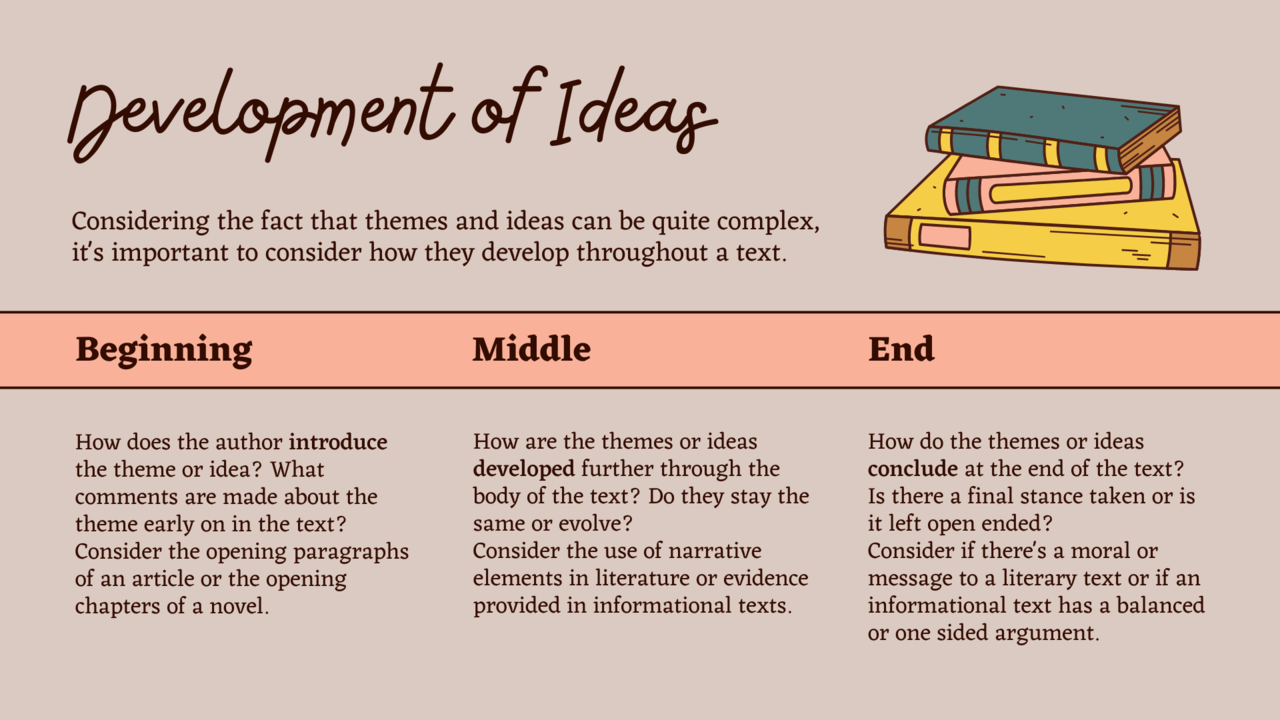 Development of Ideas
Considering the fact that themes and ideas can be quite complex,
it's important to consider how they develop throughout a text.
Beginning
Middle
End
How does the author introduce
the theme or idea? What
comments are made about the
theme early on in the text?
Consider the opening paragraphs
of an article or the opening
chapters of a novel.
How are the themes or ideas
developed further through the
body of the text? Do they stay the
same or evolve?
Consider the use of narrative
elements in literature or evidence
provided in informational texts.
How do the themes or ideas
conclude at the end of the text?
Is there a final stance taken or is
it left open ended?
Consider if there's a moral or
message to a literary text or if an
informational text has a balanced
or one sided argument.